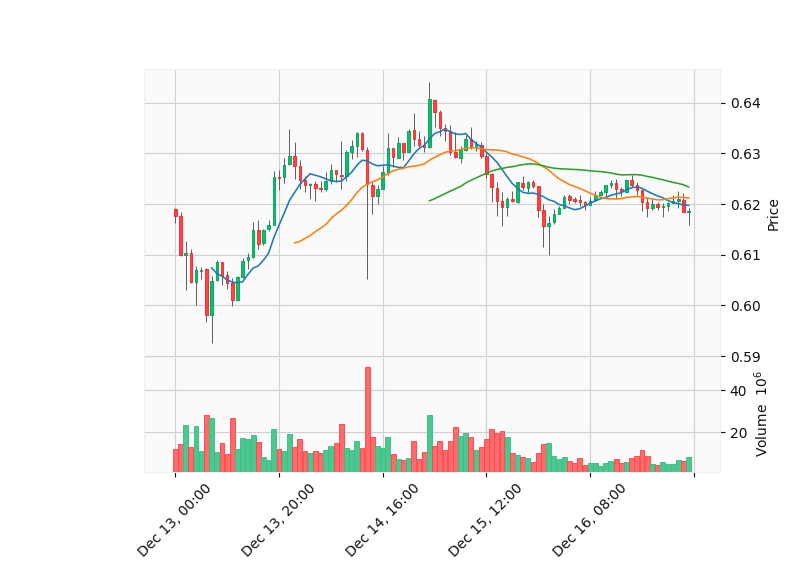 0.64
0.63
0.62
0.61
0.60
0.59
Price
40
20
Volume 10⁶
Dec 13, 00:00
Dec 13, 20:00
Dec 14, 16:00
Dec 15, 12:00
Dec 16, 08:00